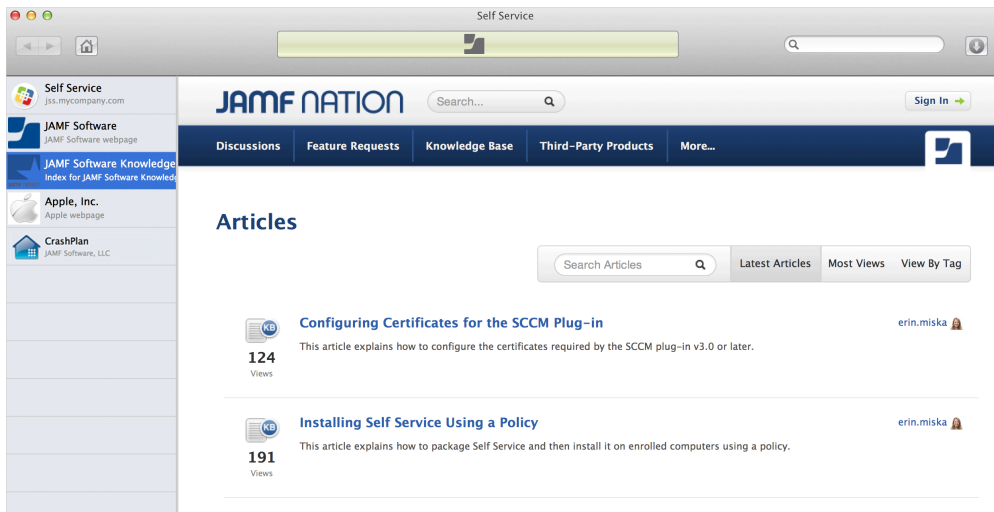 Self Service
Self Service
jss.mycompany.com
JAMF Software
JAMF Software webpage
JAMF Software Knowledge
Index for JAMF Software Knowled
Apple, Inc.
Apple webpage
CrashPlan
JAMF Software, LLC
JAMF NATION
Search...
Sign In
Discussions
Feature Requests
Knowledge Base
Third-Party Products
More...
Articles
Search Articles
Latest Articles
Most Views
View By Tag
KB
124
Views
Configuring Certificates for the SCCM Plug-in
This article explains how to configure the certificates required by the SCCM plug-in v3.0 or later.
erin.miska
KB
191
Views
Installing Self Service Using a Policy
This article explains how to package Self Service and then install it on enrolled computers using a policy.
erin.miska